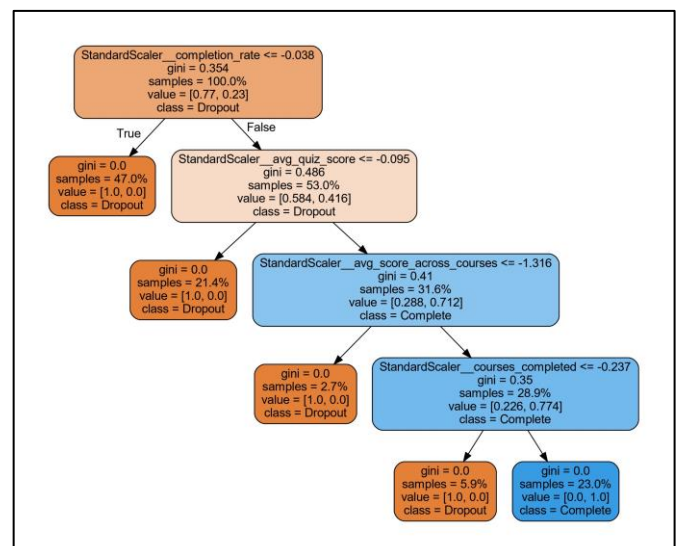 StandardScaler__completion_rate <= -0.038
gini = 0.354
samples = 100.0%
value = [0.77, 0.23]
class = Dropout
True
False
gini = 0.0
samples = 47.0%
value = [1.0, 0.0]
class = Dropout
StandardScaler__avg_quiz_score <= -0.095
gini = 0.486
samples = 53.0%
value = [0.584, 0.416]
class = Dropout
gini = 0.0
samples = 21.4%
value = [1.0, 0.0]
class = Dropout
StandardScaler__avg_score_across_courses <= -1.316
gini = 0.41
samples = 31.6%
value = [0.288, 0.712]
class = Complete
gini = 0.0
samples = 2.7%
value = [1.0, 0.0]
class = Dropout
StandardScaler__courses_completed <= -0.237
gini = 0.35
samples = 28.9%
value = [0.226, 0.774]
class = Complete
gini = 0.0
samples = 5.9%
value = [1.0, 0.0]
class = Dropout
gini = 0.0
samples = 23.0%
value = [0.0, 1.0]
class = Complete